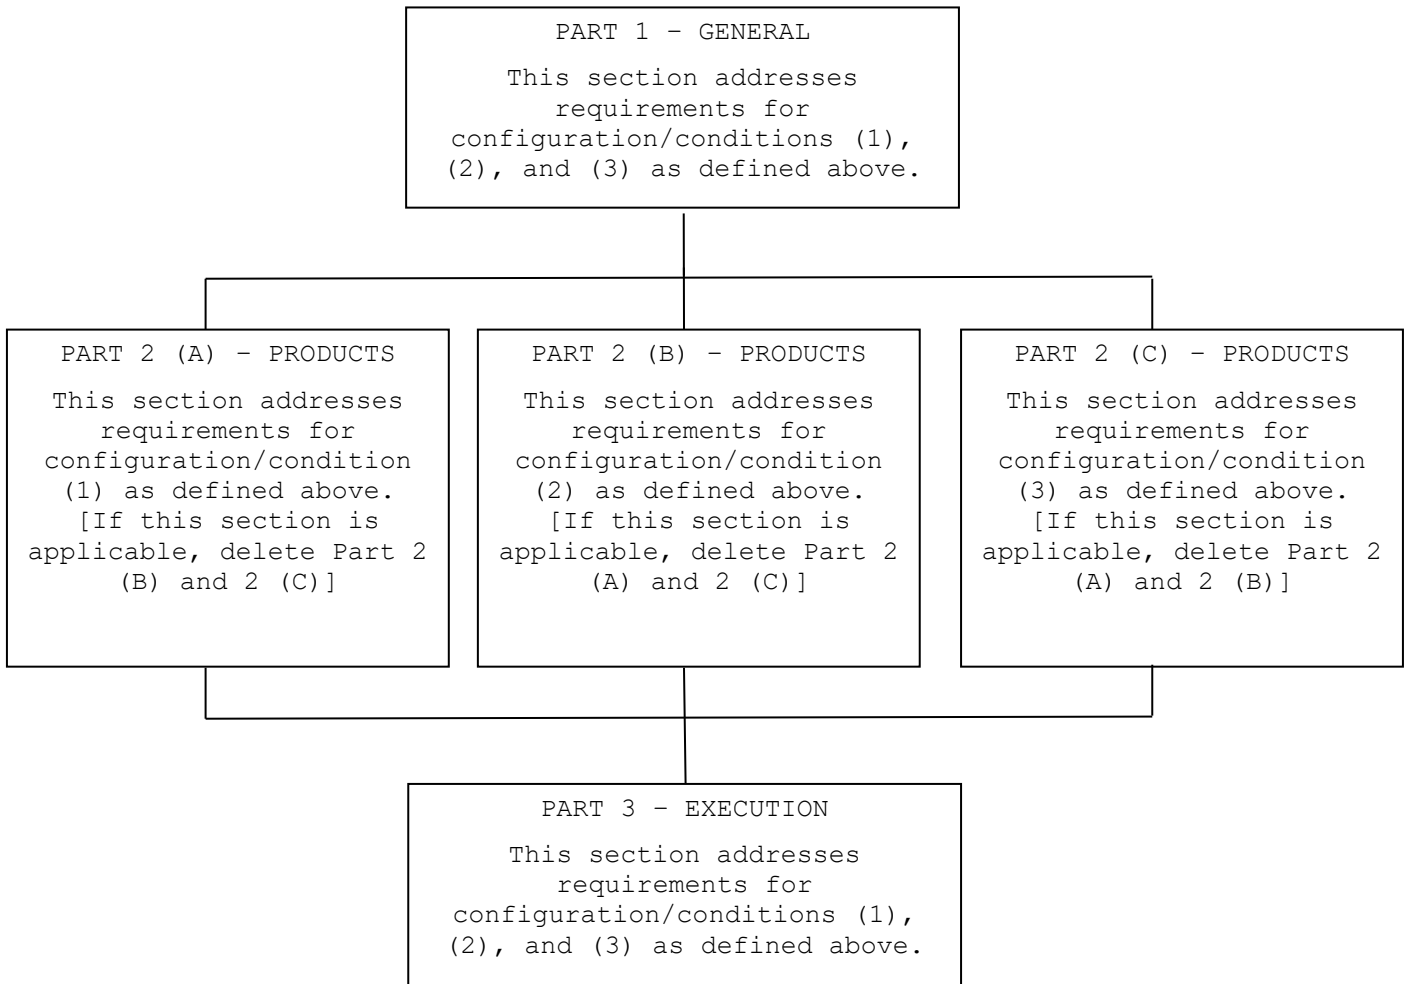 PART 1 – GENERAL
This section addresses
requirements for
configuration/conditions (1),
(2), and (3) as defined above.
PART 2 (A) – PRODUCTS
This section addresses
requirements for
configuration/condition
(1) as defined above.
[If this section is
applicable, delete Part 2
(B) and 2 (C)]
PART 2 (B) – PRODUCTS
This section addresses
requirements for
configuration/condition
(2) as defined above.
[If this section is
applicable, delete Part 2
(A) and 2 (C)]
PART 2 (C) – PRODUCTS
This section addresses
requirements for
configuration/condition
(3) as defined above.
[If this section is
applicable, delete Part 2
(A) and 2 (B)]
PART 3 – EXECUTION
This section addresses
requirements for
configuration/conditions (1),
(2), and (3) as defined above.